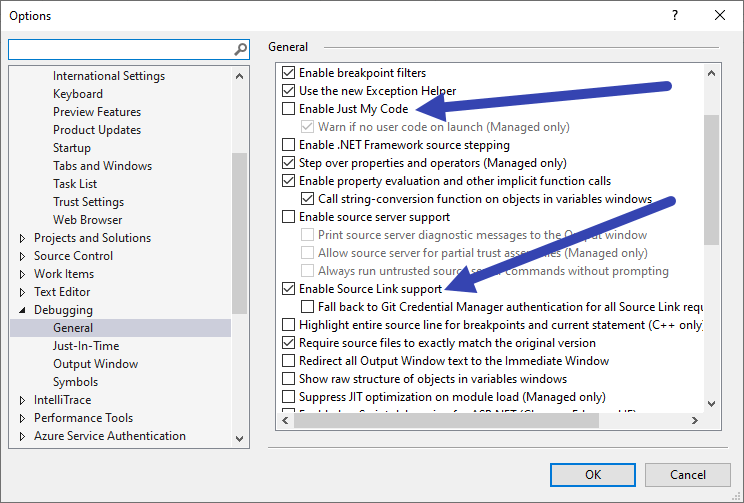 Options
General
International Settings
Keyboard
Preview Features
Product Updates
Startup
Tabs and Windows
Task List
Trust Settings
Web Browser
Projects and Solutions
Source Control
Work Items
Text Editor
Debugging
General
Just-In-Time
Output Window
Symbols
IntelliTrace
Performance Tools
Azure Service Authentication
Enable breakpoint filters
Use the new Exception Helper
Enable Just My Code
Warn if no user code on launch (Managed only)
Enable .NET Framework source stepping
Step over properties and operators (Managed only)
Enable property evaluation and other implicit function calls
Call string-conversion function on objects in variables windows
Enable source server support
Print source server diagnostic messages to the Output window
Allow source server for partial trust assemblies (Managed only)
Always run untrusted source server commands without prompting
Enable Source Link support
Fall back to Git Credential Manager authentication for all Source Link requ
Highlight entire source line for breakpoints and current statement (C++ only)
Require source files to exactly match the original version
Redirect all Output Window text to the Immediate Window
Show raw structure of objects in variables windows
Suppress JIT optimization on module load (Managed only)
OK
Cancel